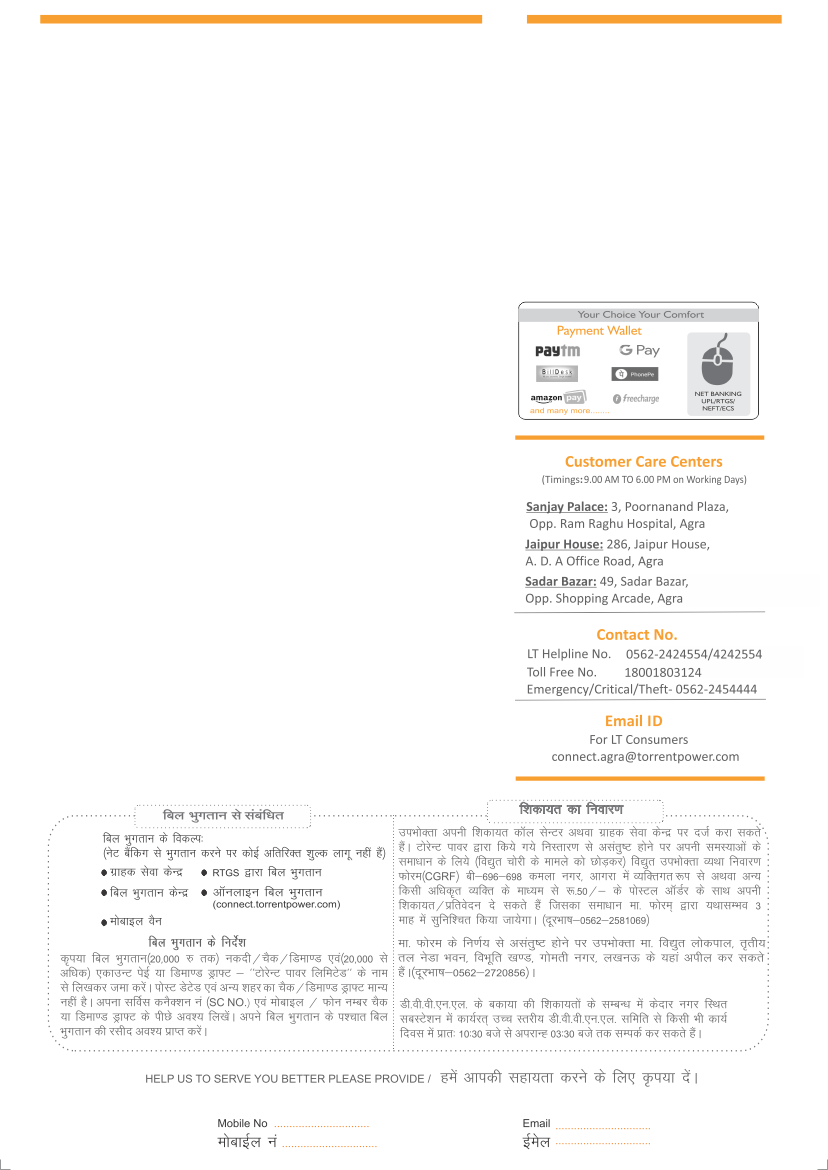 Your Choice Your Comfort
Payment Wallet
paytm
G Pay
BillDesk
PhonePe
amazon pay
freecharge
and many more.......
NET BANKING
UPL/RTGS/
NEFT/ECS
Customer Care Centers
(Timings:9.00 AM TO 6.00 PM on Working Days)
Sanjay Palace: 3, Poornanand Plaza,
Opp. Ram Raghu Hospital, Agra
Jaipur House: 286, Jaipur House,
A. D. A Office Road, Agra
Sadar Bazar: 49, Sadar Bazar,
Opp. Shopping Arcade, Agra
Contact No.
LT Helpline No. 0562-2424554/4242554
Toll Free No. 18001803124
Emergency/Critical/Theft- 0562-2454444
Email ID
For LT Consumers
connect.agra@torrentpower.com
बिल भुगतान से संबंधित
बिल भुगतान के विकल्पः
(नेट बैंकिग से भुगतान करने पर कोई अतिरिक्त शुल्क लागू नहीं हैं)
● ग्राहक सेवा केन्द्र ● RTGS द्वारा बिल भुगतान
● बिल भुगतान केन्द्र ● ऑनलाइन बिल भुगतान
(connect.torrentpower.com)
● मोबाइल वैन
बिल भुगतान के निर्देश
कृपया बिल भुगतान(20,000 रु तक) नकदी/चैक/डिमाण्ड एवं(20,000 से
अधिक) एकाउन्ट पेई या डिमाण्ड ड्राफ्ट – "टोरेन्ट पावर लिमिटेड" के नाम
से लिखकर जमा करें। पोस्ट डेटेड एवं अन्य शहर का चैक/डिमाण्ड ड्राफ्ट मान्य
नहीं है। अपना सर्विस कनैक्शन नं (SC NO.) एवं मोबाइल / फोन नम्बर चैक
या डिमाण्ड ड्राफ्ट के पीछे अवश्य लिखें। अपने बिल भुगतान के पश्चात बिल
भुगतान की रसीद अवश्य प्राप्त करें।
शिकायत का निवारण
उपभोक्ता अपनी शिकायत कॉल सेन्टर अथवा ग्राहक सेवा केन्द्र पर दर्ज करा सकते
हैं। टोरेन्ट पावर द्वारा किये गये निस्तारण से असंतुष्ट होने पर अपनी समस्याओं के
समाधान के लिये (विद्युत चोरी के मामले को छोड़कर) विद्युत उपभोक्ता व्यथा निवारण
फोरम(CGRF) बी–696–698 कमला नगर, आगरा में व्यक्तिगत रूप से अथवा अन्य
किसी अधिकृत व्यक्ति के माध्यम से रू.50/– के पोस्टल ऑर्डर के साथ अपनी
शिकायत/प्रतिवेदन दे सकते हैं जिसका समाधान मा. फोरम् द्वारा यथासम्भव 3
माह में सुनिश्चित किया जायेगा। (दूरभाष–0562–2581069)
मा. फोरम के निर्णय से असंतुष्ट होने पर उपभोक्ता मा. विद्युत लोकपाल, तृतीय
तल नेडा भवन, विभूति खण्ड, गोमती नगर, लखनऊ के यहां अपील कर सकते
हैं।(दूरभाष–0562–2720856)।
डी.वी.वी.एन.एल. के बकाया की शिकायतों के सम्बन्ध में केदार नगर स्थित
सबस्टेशन में कार्यरत् उच्च स्तरीय डी.वी.वी.एन.एल. समिति से किसी भी कार्य
दिवस में प्रातः 10:30 बजे से अपरान्ह 03:30 बजे तक सम्पर्क कर सकते हैं।
HELP US TO SERVE YOU BETTER PLEASE PROVIDE / हमें आपकी सहायता करने के लिए कृपया दें।
Mobile No ..............................
मोबाईल नं ..............................
Email ..............................
ईमेल ..............................